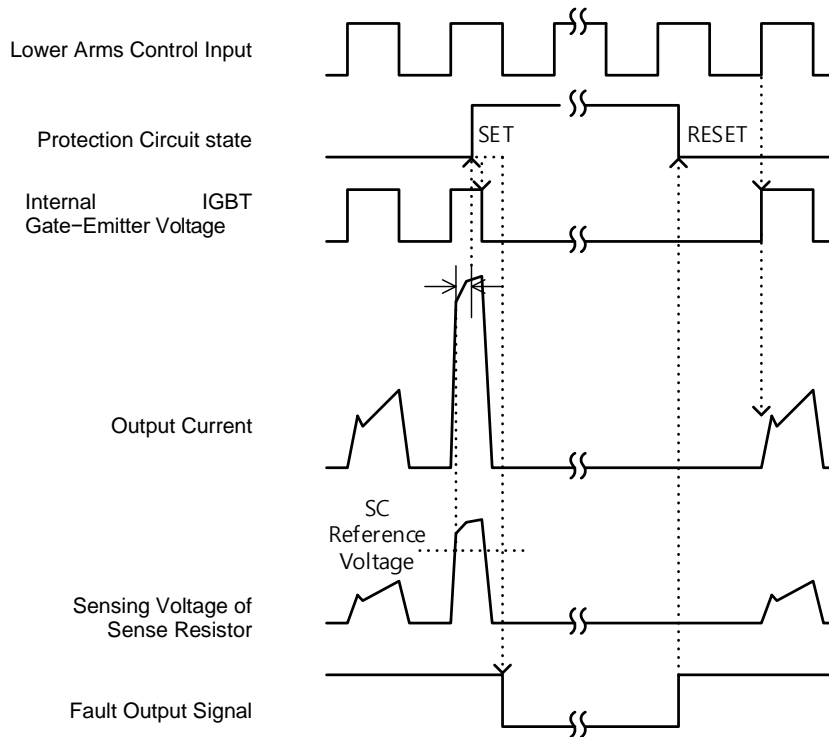 Lower Arms Control Input
Protection Circuit state
SET
RESET
Internal IGBT
Gate−Emitter Voltage
Output Current
SC
Reference
Voltage
Sensing Voltage of
Sense Resistor
Fault Output Signal